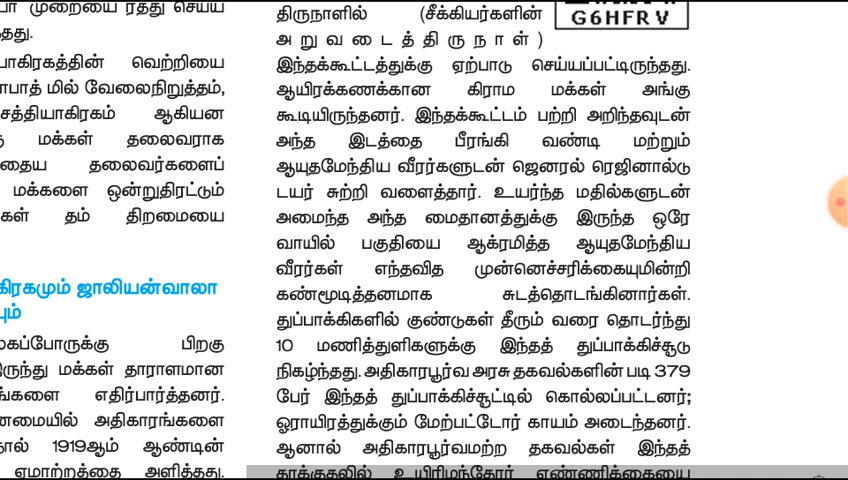 முறையை ரத்து செய்ய
தது.
பாகிரகத்தின் வெற்றியை
பாத் மில் வேலைநிறுத்தம்,
சத்தியாகிரகம் ஆகியன
மக்கள் தலைவராக
தைய தலைவர்களைப்
மக்களை ஒன்றுதிரட்டும்
கள் தம் திறமையை
கிரகமும் ஜாலியன்வாலா
ும்
லகப்போருக்கு பிறகு
இருந்து மக்கள் தாராளமான
ங்களை எதிர்பார்த்தனர்.
ன்மையில் அதிகாரங்களை
தால் 1919ஆம் ஆண்டின்
ஏமாற்றத்தை அளித்தது.
G6HFRV
திருநாளில் (சீக்கியர்களின்
அறுவடைத்திருநாள்)
இந்தக்கூட்டத்துக்கு ஏற்பாடு செய்யப்பட்டிருந்தது.
ஆயிரக்கணக்கான கிராம மக்கள் அங்கு
கூடியிருந்தனர். இந்தக்கூட்டம் பற்றி அறிந்தவுடன்
அந்த இடத்தை பீரங்கி வண்டி மற்றும்
ஆயுதமேந்திய வீரர்களுடன் ஜெனரல் ரெஜினால்டு
டயர் சுற்றி வளைத்தார். உயர்ந்த மதில்களுடன்
அமைந்த அந்த மைதானத்துக்கு இருந்த ஒரே
வாயில் பகுதியை ஆக்ரமித்த ஆயுதமேந்திய
வீரர்கள் எந்தவித முன்னெச்சரிக்கையுமின்றி
கண்மூடித்தனமாக சுடத்தொடங்கினார்கள்.
துப்பாக்கிகளில் குண்டுகள் தீரும் வரை தொடர்ந்து
10 மணித்துளிகளுக்கு இந்தத் துப்பாக்கிச்சூடு
நிகழ்ந்தது. அதிகாரபூர்வ அரசு தகவல்களின் படி 379
பேர் இந்தத் துப்பாக்கிச்சூட்டில் கொல்லப்பட்டனர்;
ஓராயிரத்துக்கும் மேற்பட்டோர் காயம் அடைந்தனர்.
ஆனால் அதிகாரபூர்வமற்ற தகவல்கள் இந்தத்
தாக்குதலில் உயிரிழந்தோர் எண்ணிக்கையை